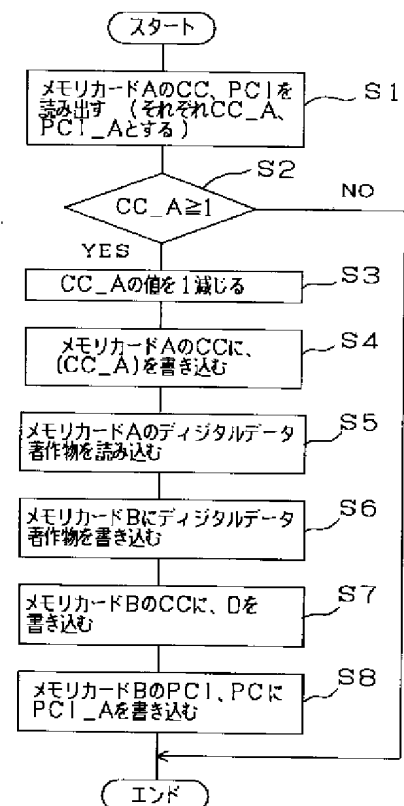 スタート
メモリカードAのCC、PCIを
読み出す （それぞれCC_A、
PCI_Aとする）
S1
S2
CC_A≧1
NO
YES
CC_Aの値を1減じる
S3
メモリカードAのCCに、
(CC_A)を書き込む
S4
メモリカードAのディジタルデータ
著作物を読み込む
S5
メモリカードBにディジタルデータ
著作物を書き込む
S6
メモリカードBのCCに、0を
書き込む
S7
メモリカードBのPCI、PCに
PCI_Aを書き込む
S8
エンド